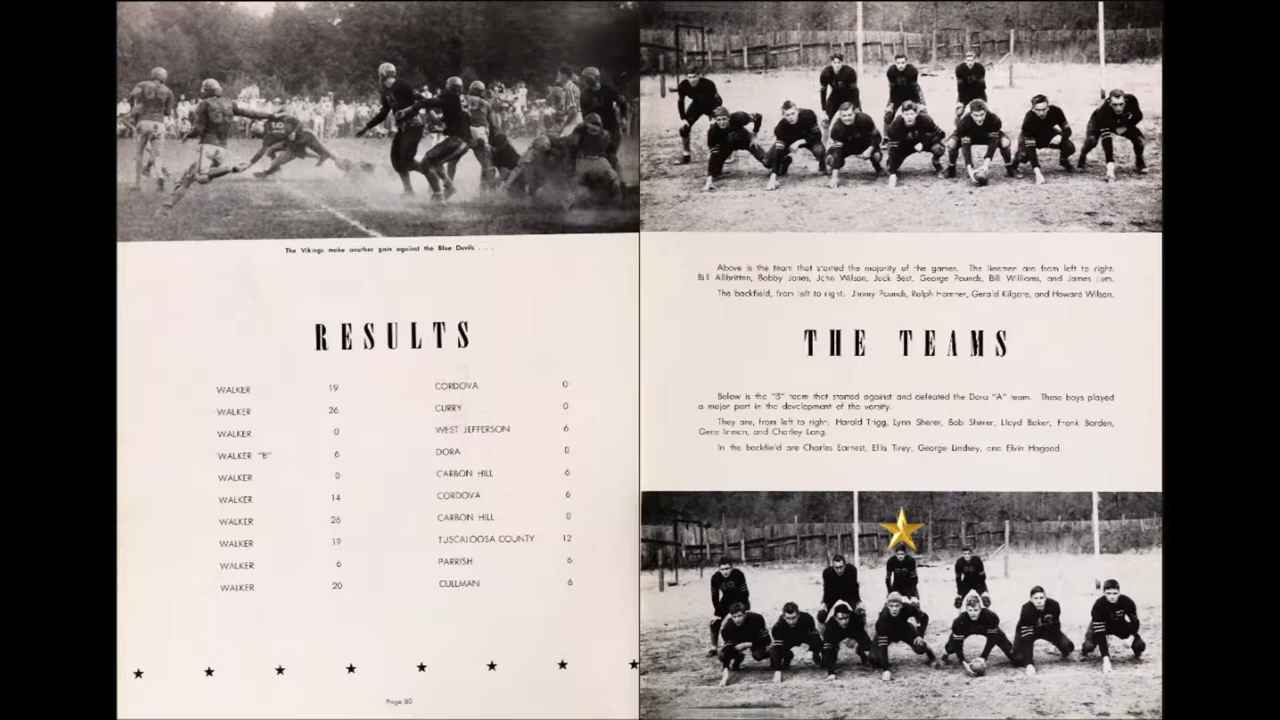 The Vikings make another gain against the Blue Devils . . .
RESULTS
WALKER 19 CORDOVA 0
WALKER 26 CURRY 0
WALKER 0 WEST JEFFERSON 6
WALKER "B" 6 DORA 0
WALKER 0 CARBON HILL 6
WALKER 14 CORDOVA 6
WALKER 26 CARBON HILL 0
WALKER 19 TUSCALOOSA COUNTY 12
WALKER 6 PARRISH 6
WALKER 20 CULLMAN 6
Page 80
Above is the team that started the majority of the games. The linemen are from left to right:
Bill Allbritten, Bobby Jones, John Wilson, Jack Best, George Pounds, Bill Williams, and James Lum.
The backfield, from left to right: Jimmy Pounds, Ralph Hamner, Gerald Kilgore, and Howard Wilson.
THE TEAMS
Below is the "B" team that started against and defeated the Dora "A" team. These boys played
a major part in the development of the varsity.
They are, from left to right: Harold Trigg, Lynn Sherer, Bob Sherer, Lloyd Baker, Frank Borden,
Gene Inman, and Charley Long.
In the backfield are Charles Earnest, Ellis Tirey, George Lindsey, and Elvin Hagood.